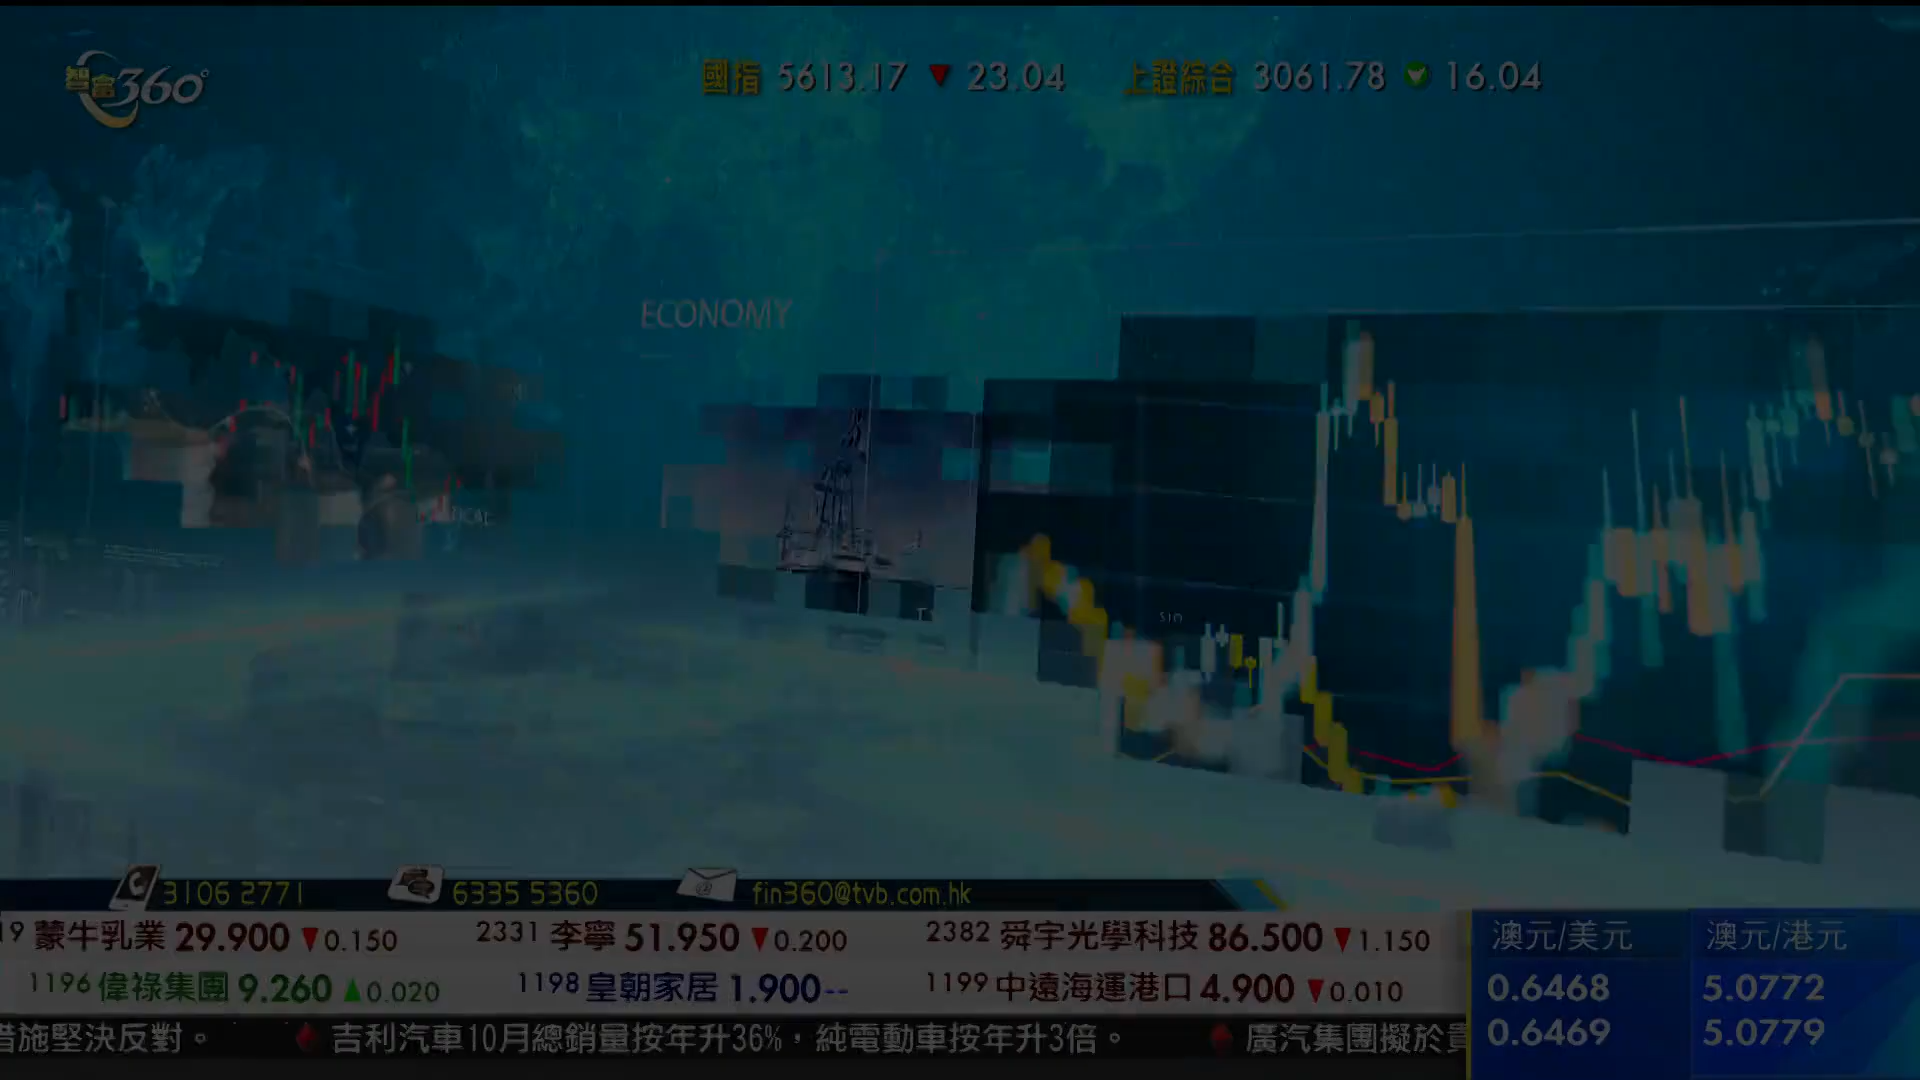 智富360°
國指 5613.17 ▼ 23.04 上證綜合 3061.78 ▼ 16.04
ECONOMY
3106 2771 6335 5360 fin360@tvb.com.hk
19 蒙牛乳業 29.900 ▼0.150 2331 李寧 51.950 ▼0.200 2382 舜宇光學科技 86.500 ▼1.150
1196 偉祿集團 9.260 ▲0.020 1198 皇朝家居 1.900-- 1199 中遠海運港口 4.900 ▼0.010
措施堅決反對。 ◆ 吉利汽車10月總銷量按年升36%，純電動車按年升3倍。 ◆ 廣汽集團擬於貴
澳元/美元 澳元/港元
0.6468 5.0772
0.6469 5.0779